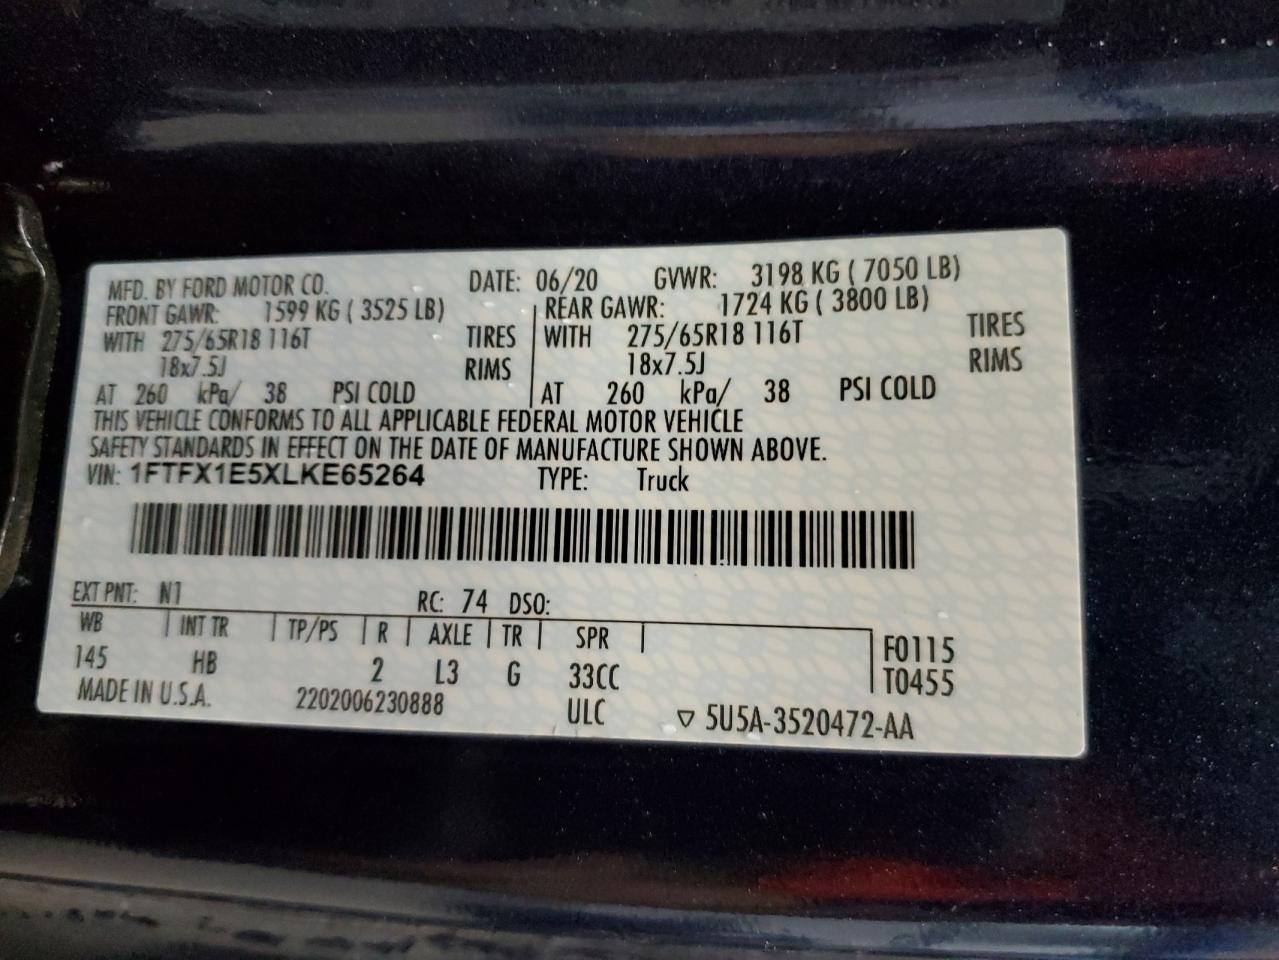 MFD. BY FORD MOTOR CO. DATE: 06/20 GVWR: 3198 KG ( 7050 LB)
FRONT GAWR: 1599 KG ( 3525 LB) REAR GAWR: 1724 KG ( 3800 LB)
WITH 275/65R18 116T TIRES WITH 275/65R18 116T TIRES
18x7.5J RIMS 18x7.5J RIMS
AT 260 kPa/ 38 PSI COLD AT 260 kPa/ 38 PSI COLD
THIS VEHICLE CONFORMS TO ALL APPLICABLE FEDERAL MOTOR VEHICLE
SAFETY STANDARDS IN EFFECT ON THE DATE OF MANUFACTURE SHOWN ABOVE.
VIN: 1FTFX1E5XLKE65264 TYPE: Truck
EXT PNT: N1 RC: 74 DSO:
WB INT TR TP/PS R AXLE TR SPR F0115
145 HB 2 L3 G 33CC T0455
MADE IN U.S.A. 2202006230888 ULC ▽ 5U5A-3520472-AA